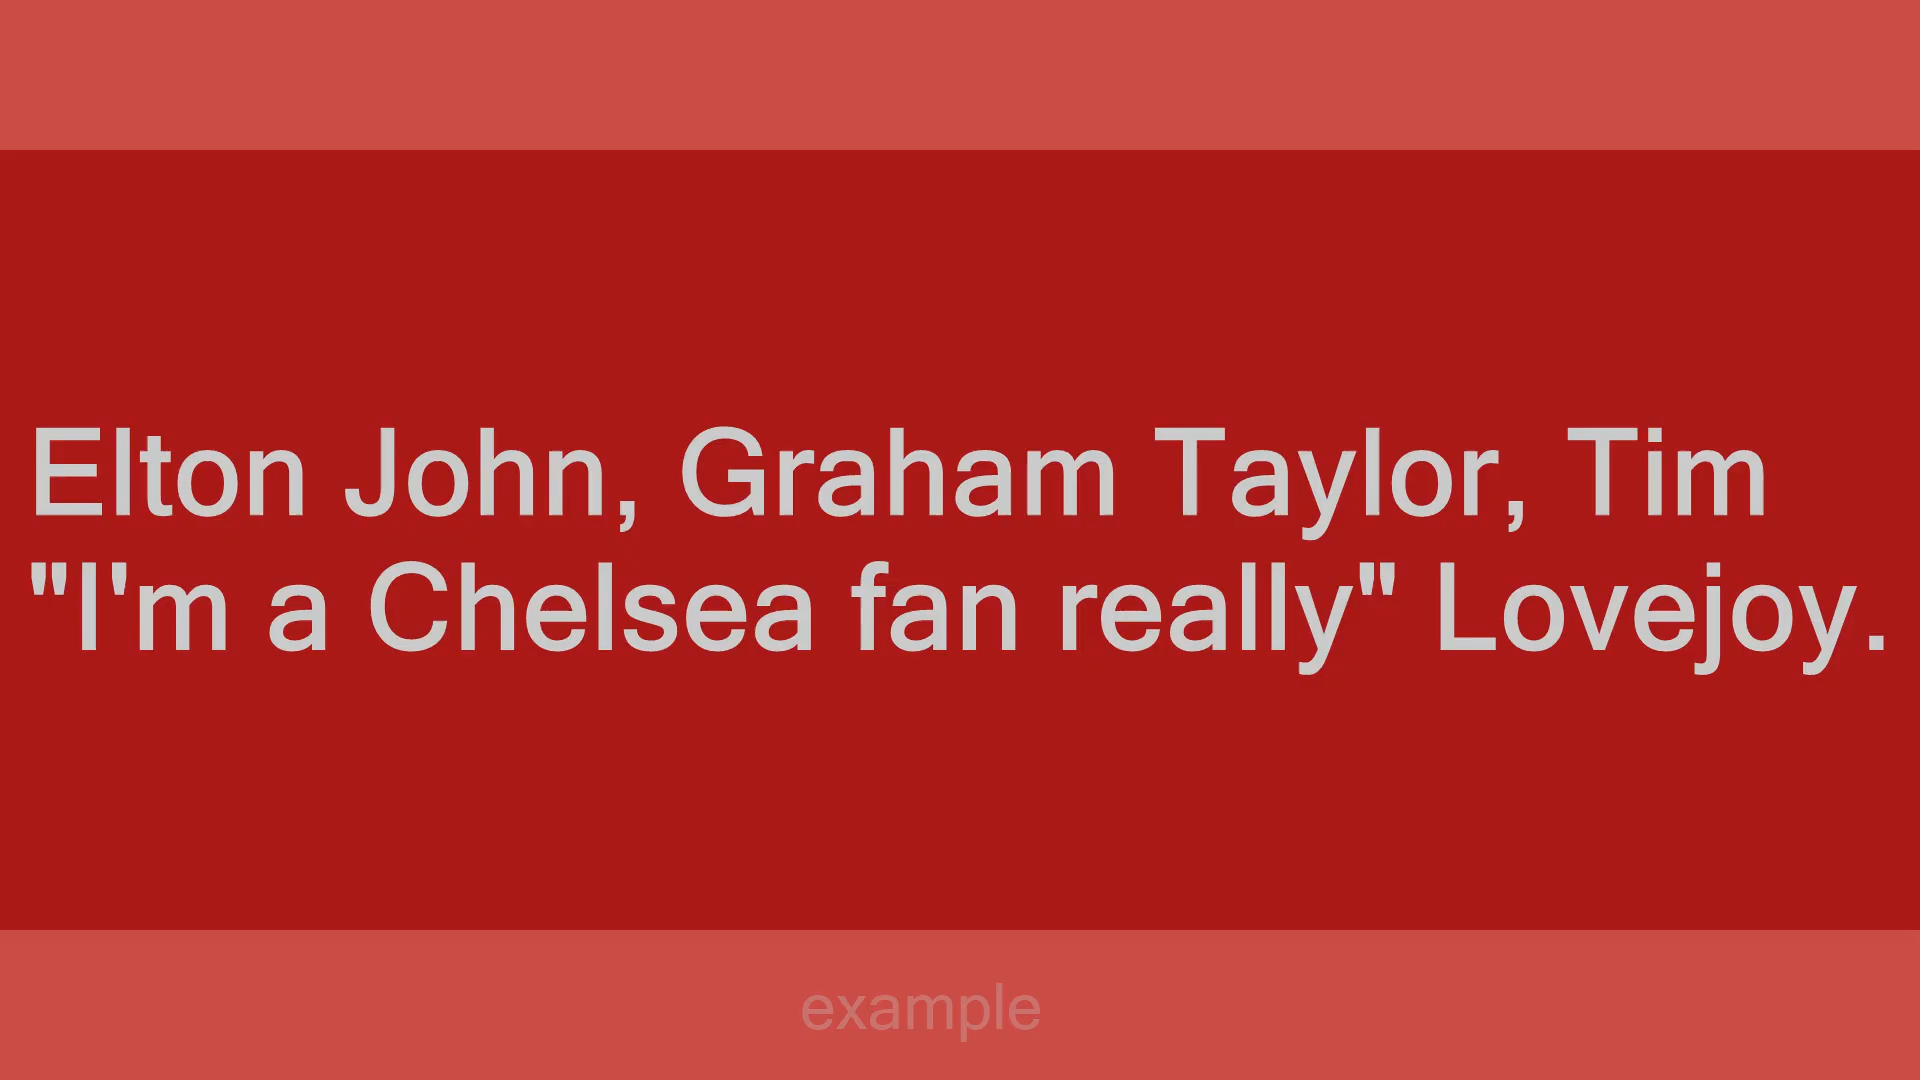 Elton John, Graham Taylor, Tim
"I'm a Chelsea fan really" Lovejoy.
example